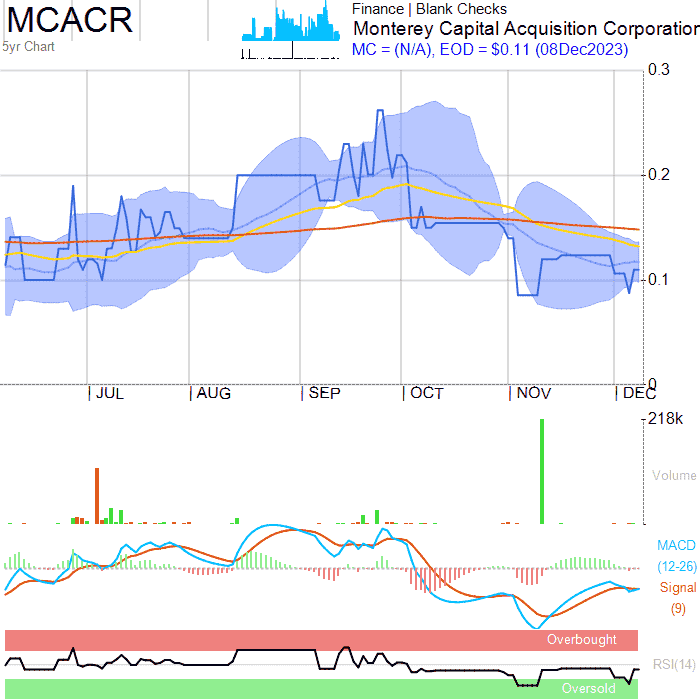 MCACR
5yr Chart
Finance | Blank Checks
Monterey Capital Acquisition Corporation
MC = (N/A), EOD = $0.11 (08Dec2023)
0.3
0.2
0.1
0
JUL AUG SEP OCT NOV DEC
218k
Volume
MACD
(12-26)
Signal
(9)
Overbought
RSI(14)
Oversold